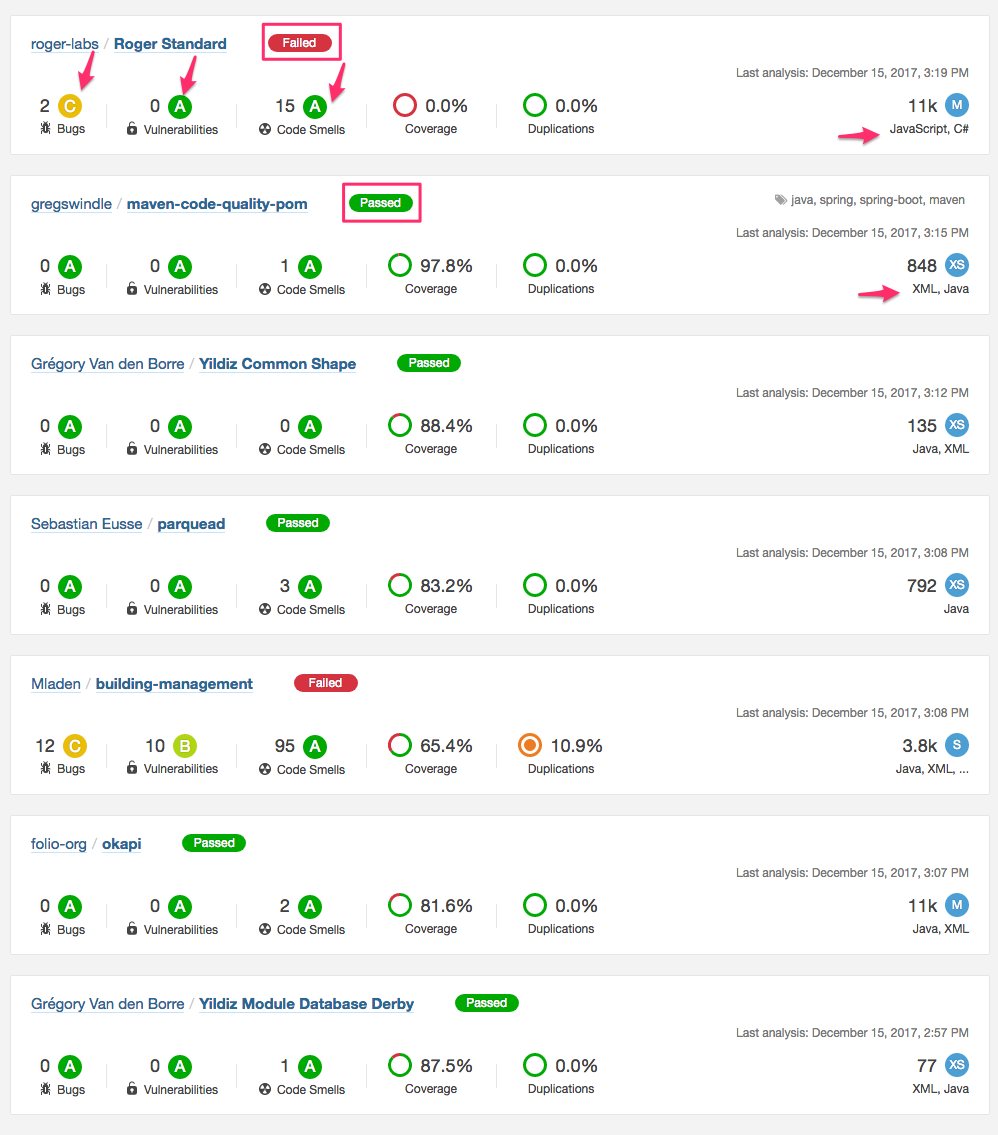 roger-labs / Roger Standard Failed
Last analysis: December 15, 2017, 3:19 PM
2 C 0 A 15 A 0.0% 0.0% 11k M
Bugs Vulnerabilities Code Smells Coverage Duplications JavaScript, C#
gregswindle / maven-code-quality-pom Passed java, spring, spring-boot, maven
Last analysis: December 15, 2017, 3:15 PM
0 A 0 A 1 A 97.8% 0.0% 848 XS
Bugs Vulnerabilities Code Smells Coverage Duplications XML, Java
Grégory Van den Borre / Yildiz Common Shape Passed
Last analysis: December 15, 2017, 3:12 PM
0 A 0 A 0 A 88.4% 0.0% 135 XS
Bugs Vulnerabilities Code Smells Coverage Duplications Java, XML
Sebastian Eusse / parquead Passed
Last analysis: December 15, 2017, 3:08 PM
0 A 0 A 3 A 83.2% 0.0% 792 XS
Bugs Vulnerabilities Code Smells Coverage Duplications Java
Mladen / building-management Failed
Last analysis: December 15, 2017, 3:08 PM
12 C 10 B 95 A 65.4% 10.9% 3.8k S
Bugs Vulnerabilities Code Smells Coverage Duplications Java, XML, ...
folio-org / okapi Passed
Last analysis: December 15, 2017, 3:07 PM
0 A 0 A 2 A 81.6% 0.0% 11k M
Bugs Vulnerabilities Code Smells Coverage Duplications Java, XML
Grégory Van den Borre / Yildiz Module Database Derby Passed
Last analysis: December 15, 2017, 2:57 PM
0 A 0 A 1 A 87.5% 0.0% 77 XS
Bugs Vulnerabilities Code Smells Coverage Duplications XML, Java